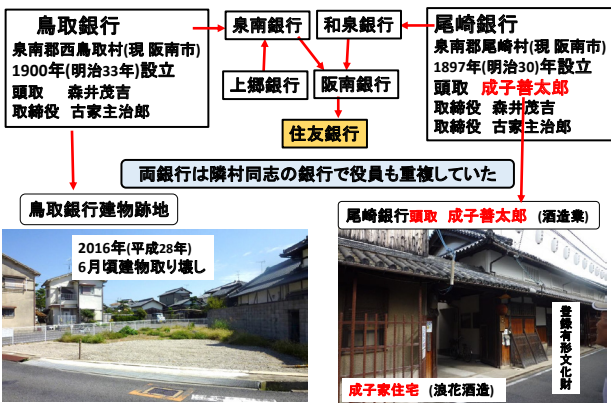 鳥取銀行
泉南郡西鳥取村(現 阪南市)
1900年(明治33年)設立
頭取 森井茂吉
取締役 古家主治郎
泉南銀行
和泉銀行
上郷銀行
阪南銀行
住友銀行
尾崎銀行
泉南郡尾崎村(現 阪南市)
1897年(明治30)年設立
頭取 成子善太郎
取締役 森井茂吉
取締役 古家主治郎
両銀行は隣村同志の銀行で役員も重複していた
鳥取銀行建物跡地
尾崎銀行頭取 成子善太郎 (酒造業)
2016年(平成28年)
6月頃建物取り壊し
登録有形文化財
成子家住宅 (浪花酒造)